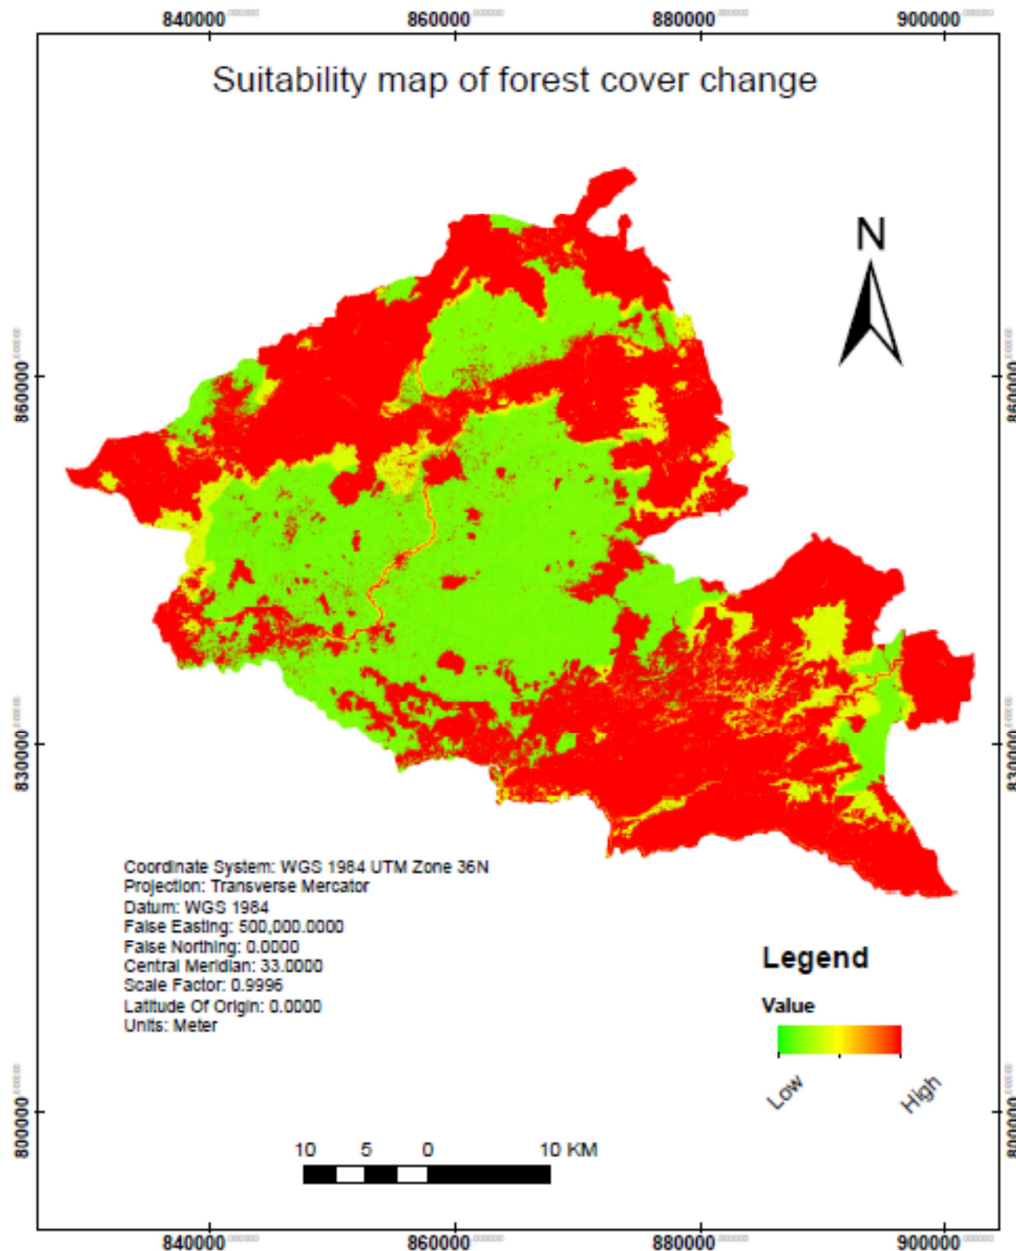 840000 860000 880000 900000
Suitability map of forest cover change
N
860000 860000
830000 830000
Coordinate System: WGS 1984 UTM Zone 36N
Projection: Transverse Mercator
Datum: WGS 1984
False Easting: 500,000.0000
False Northing: 0.0000
Central Meridian: 33.0000
Scale Factor: 0.9996
Latitude Of Origin: 0.0000
Units: Meter
Legend
Value
Low High
800000 800000
10 5 0 10 KM
840000 860000 880000 900000